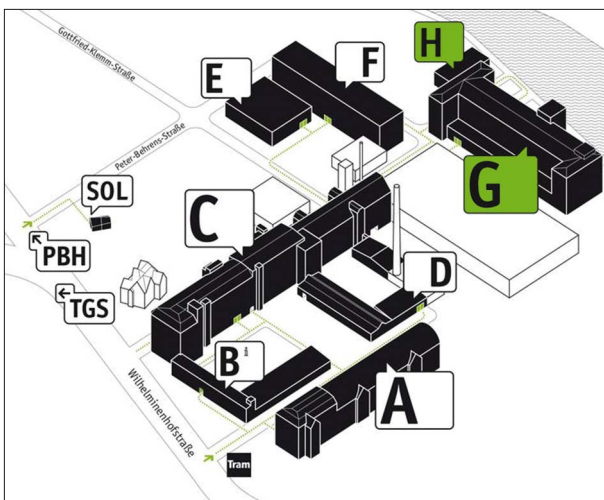 Gottfried-Klemm-Straße
H
F
E
Peter-Behrens-Straße
G
SOL
C
PBH
D
TGS
B
A
Wilhelminenhofstraße
Tram